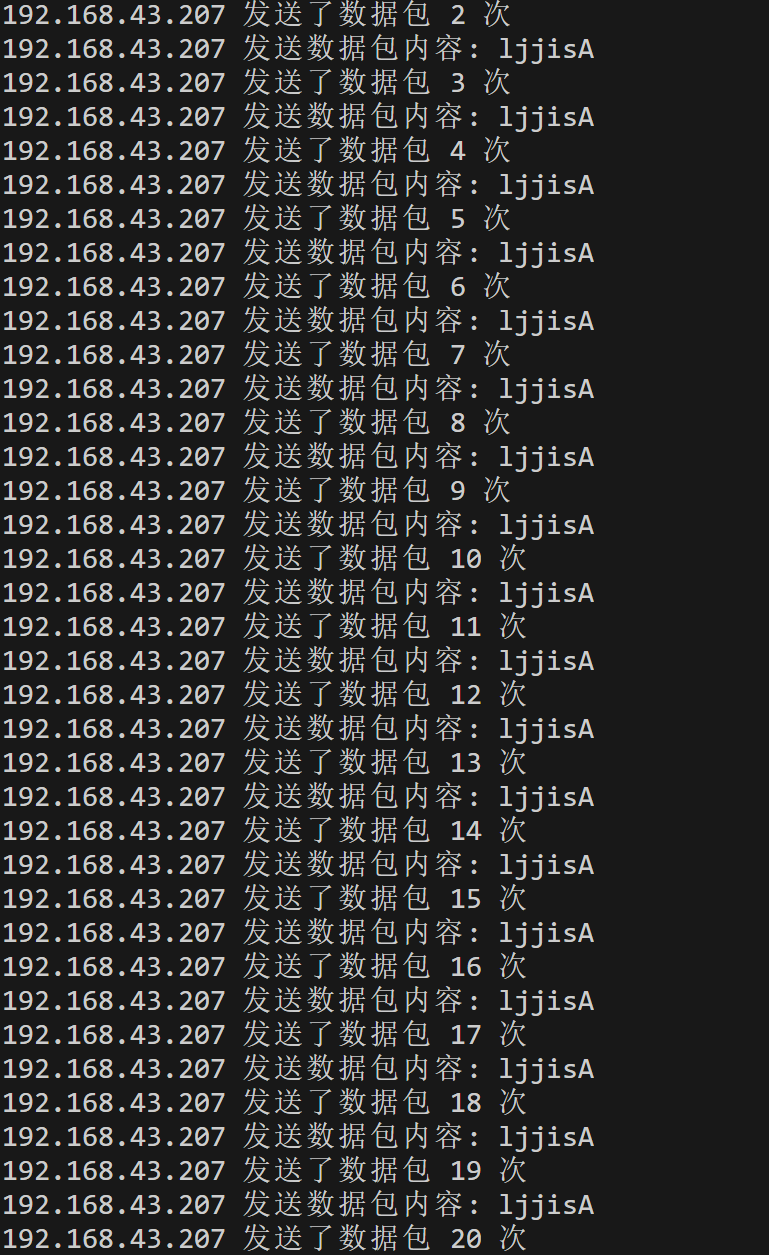 192.168.43.207 发送了数据包 2 次
192.168.43.207 发送数据包内容: ljjisA
192.168.43.207 发送了数据包 3 次
192.168.43.207 发送数据包内容: ljjisA
192.168.43.207 发送了数据包 4 次
192.168.43.207 发送数据包内容: ljjisA
192.168.43.207 发送了数据包 5 次
192.168.43.207 发送数据包内容: ljjisA
192.168.43.207 发送了数据包 6 次
192.168.43.207 发送数据包内容: ljjisA
192.168.43.207 发送了数据包 7 次
192.168.43.207 发送数据包内容: ljjisA
192.168.43.207 发送了数据包 8 次
192.168.43.207 发送数据包内容: ljjisA
192.168.43.207 发送了数据包 9 次
192.168.43.207 发送数据包内容: ljjisA
192.168.43.207 发送了数据包 10 次
192.168.43.207 发送数据包内容: ljjisA
192.168.43.207 发送了数据包 11 次
192.168.43.207 发送数据包内容: ljjisA
192.168.43.207 发送了数据包 12 次
192.168.43.207 发送数据包内容: ljjisA
192.168.43.207 发送了数据包 13 次
192.168.43.207 发送数据包内容: ljjisA
192.168.43.207 发送了数据包 14 次
192.168.43.207 发送数据包内容: ljjisA
192.168.43.207 发送了数据包 15 次
192.168.43.207 发送数据包内容: ljjisA
192.168.43.207 发送了数据包 16 次
192.168.43.207 发送数据包内容: ljjisA
192.168.43.207 发送了数据包 17 次
192.168.43.207 发送数据包内容: ljjisA
192.168.43.207 发送了数据包 18 次
192.168.43.207 发送数据包内容: ljjisA
192.168.43.207 发送了数据包 19 次
192.168.43.207 发送数据包内容: ljjisA
192.168.43.207 发送了数据包 20 次